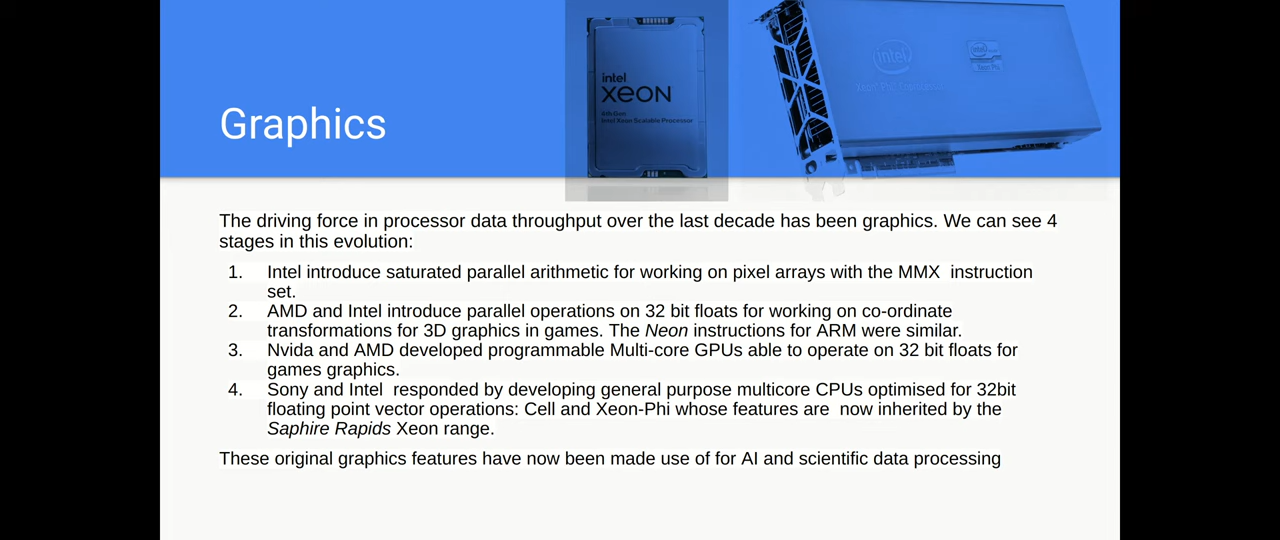 Graphics
intel
xeon
intel
intel
The driving force in processor data throughput over the last decade has been graphics. We can see 4
stages in this evolution:
1. Intel introduce saturated parallel arithmetic for working on pixel arrays with the MMX instruction
set.
2. AMD and Intel introduce parallel operations on 32 bit floats for working on co-ordinate
transformations for 3D graphics in games. The Neon instructions for ARM were similar.
3. Nvida and AMD developed programmable Multi-core GPUs able to operate on 32 bit floats for
games graphics.
4. Sony and Intel responded by developing general purpose multicore CPUs optimised for 32bit
floating point vector operations: Cell and Xeon-Phi whose features are now inherited by the
Saphire Rapids Xeon range.
These original graphics features have now been made use of for AI and scientific data processing